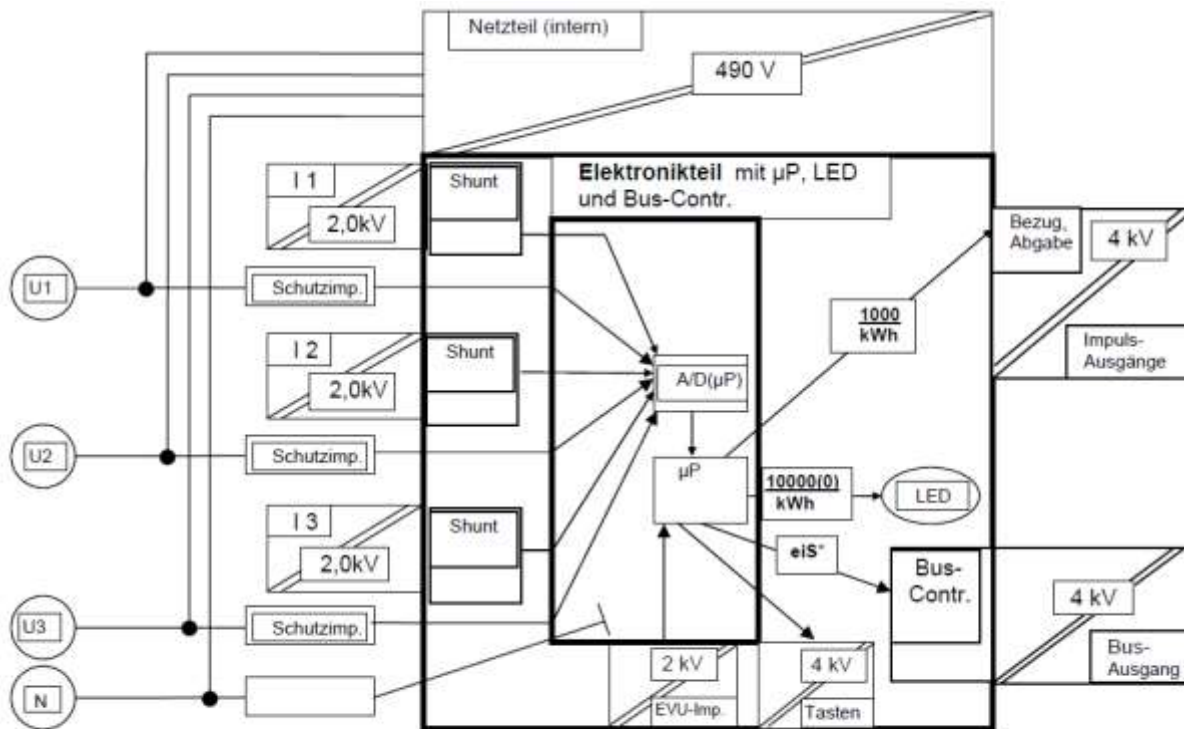 Netzteil (intern)
490 V
Elektronikteil mit µP, LED
und Bus-Contr.
I 1
2,0kV
Shunt
Bezug,
Abgabe
4 kV
U1
Schutzimp.
1000
kWh
Impuls-
Ausgänge
I 2
2,0kV
Shunt
A/D(µP)
U2
Schutzimp.
µP
10000(0)
kWh
LED
I 3
2,0kV
Shunt
eiS°
Bus-
Contr.
4 kV
U3
Schutzimp.
Bus-
Ausgang
2 kV
4 kV
N
EVU-Imp.
Tasten